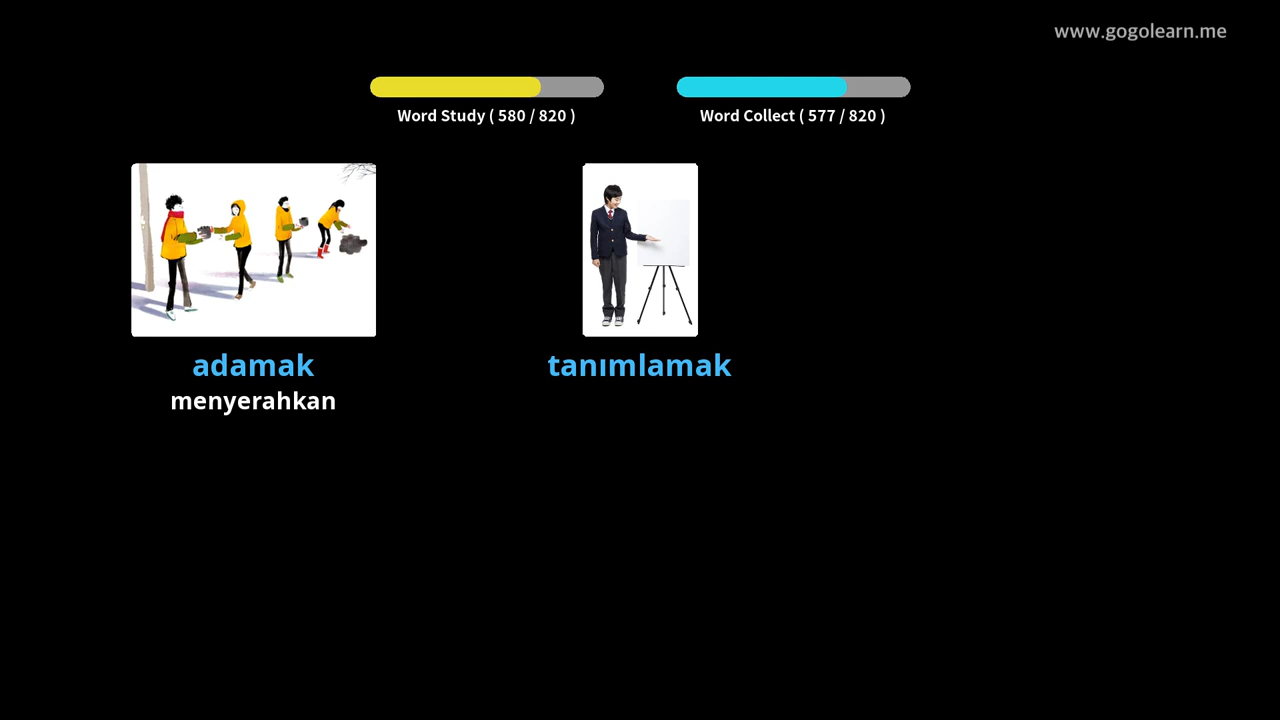 www.gogolearn.me
Word Study ( 580 / 820 )
Word Collect ( 577 / 820 )
adamak
menyerahkan
tanımlamak